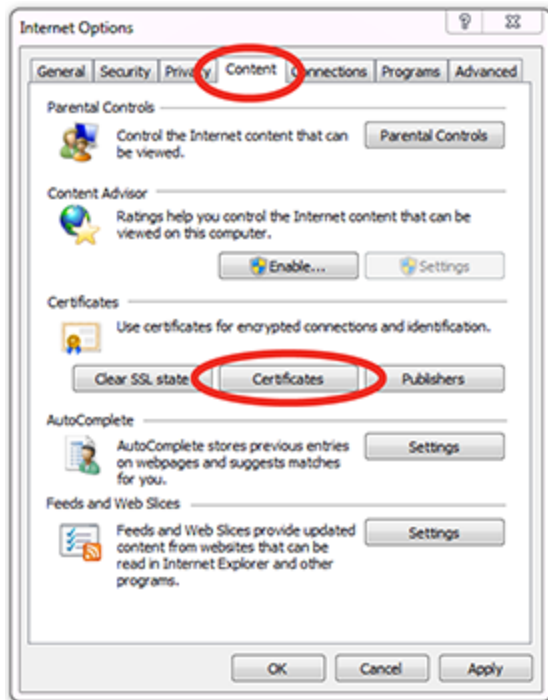 Internet Options
General Security Privacy Content Connections Programs Advanced
Parental Controls
Control the Internet content that can
be viewed.
Parental Controls
Content Advisor
Ratings help you control the Internet content that can be
viewed on this computer.
Enable... Settings
Certificates
Use certificates for encrypted connections and identification.
Clear SSL state Certificates Publishers
AutoComplete
AutoComplete stores previous entries
on webpages and suggests matches
for you.
Settings
Feeds and Web Slices
Feeds and Web Slices provide updated
content from websites that can be
read in Internet Explorer and other
programs.
Settings
OK Cancel Apply